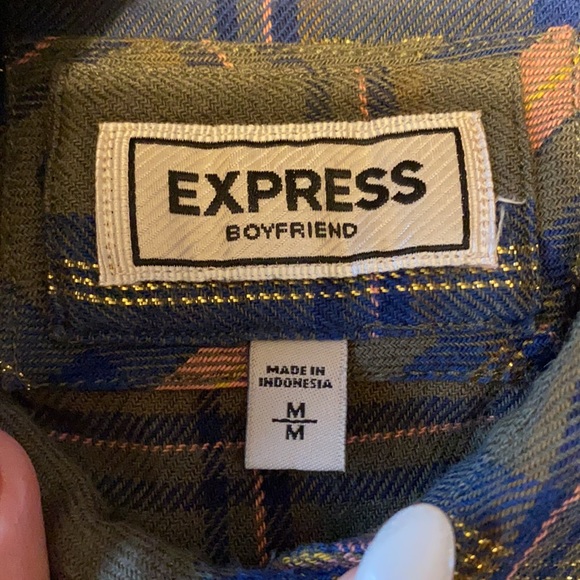 EXPRESS
BOYFRIEND
MADE IN
INDONESIA
M
M